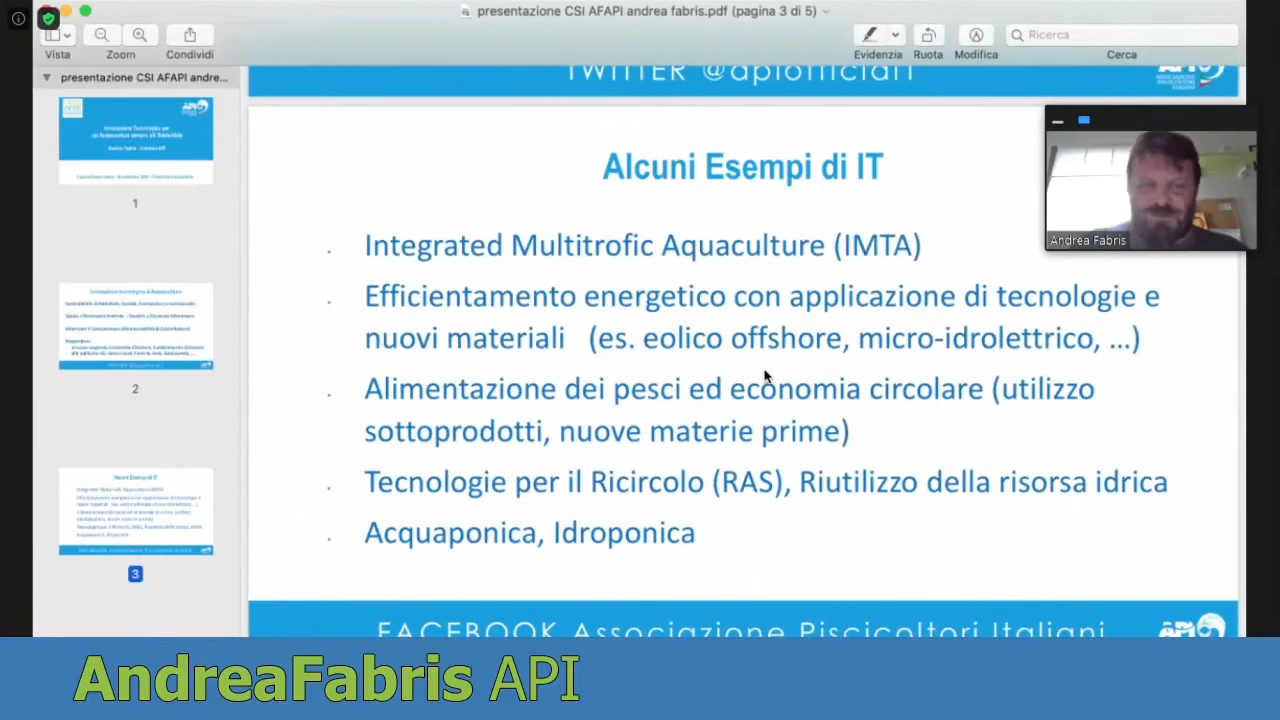 presentazione CSI AFAPI andrea fabris.pdf (pagina 3 di 5)
Vista
Zoom
Condividi
Evidenzia
Ruota
Modifica
Ricerca
Cerca
presentazione CSI AFAPI andre...
TWITTER @apiofficial1
1
2
3
Alcuni Esempi di IT
Integrated Multitrofic Aquaculture (IMTA)
Efficientamento energetico con applicazione di tecnologie e
nuovi materiali (es. eolico offshore, micro-idrolettrico, ...)
Alimentazione dei pesci ed economia circolare (utilizzo
sottoprodotti, nuove materie prime)
Tecnologie per il Ricircolo (RAS), Riutilizzo della risorsa idrica
Acquaponica, Idroponica
Andrea Fabris
FACEBOOK Associazione Piscicoltori Italiani
AndreaFabris API